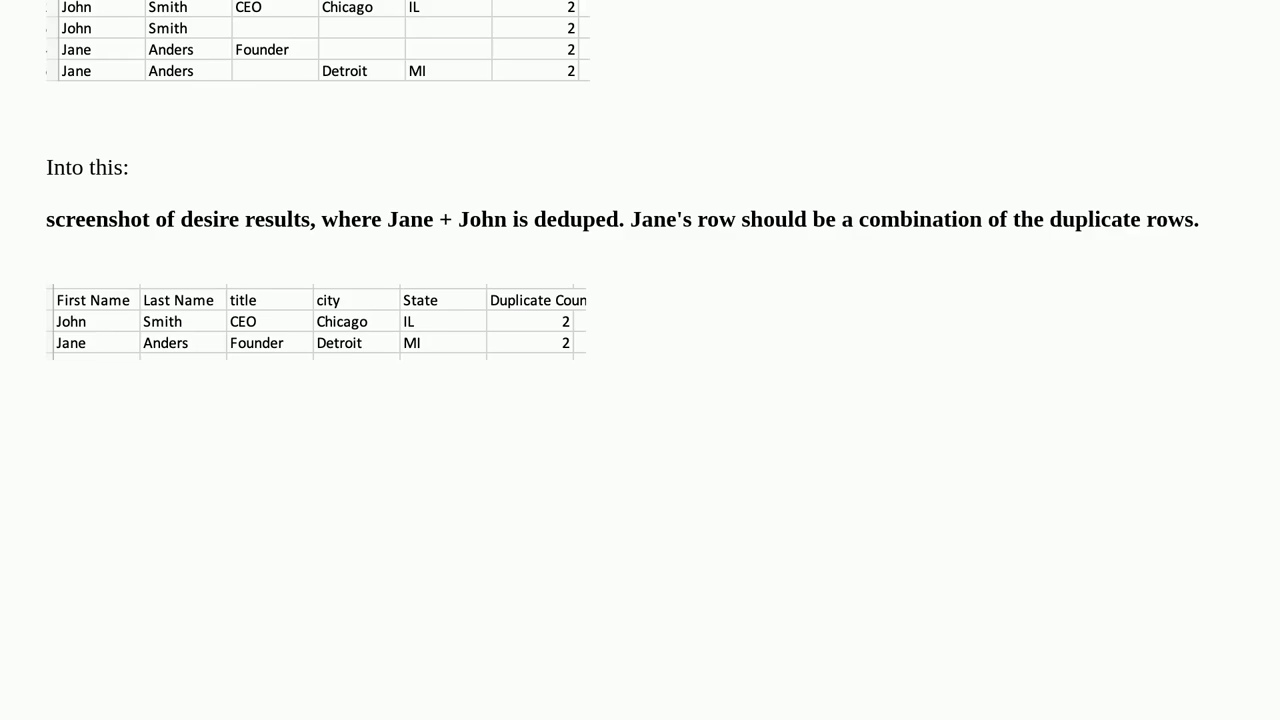 John Smith CEO Chicago IL 2
John Smith 2
Jane Anders Founder 2
Jane Anders Detroit MI 2
Into this:
screenshot of desire results, where Jane + John is deduped. Jane's row should be a combination of the duplicate rows.
First Name Last Name title city State Duplicate Coun
John Smith CEO Chicago IL 2
Jane Anders Founder Detroit MI 2